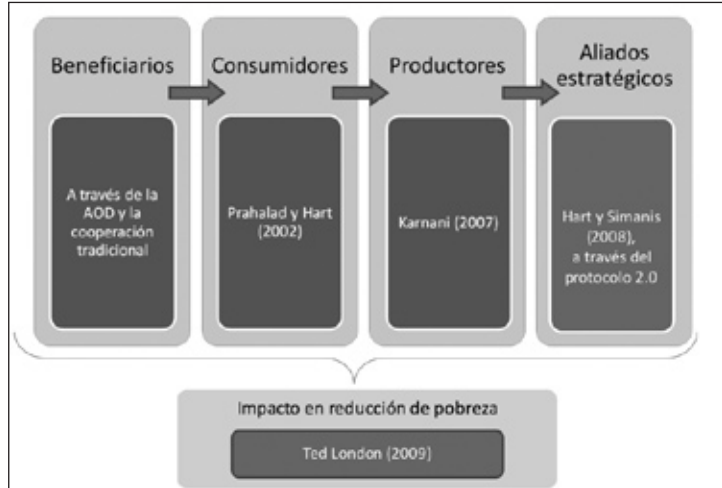 Beneficiarios
A través de la
AOD y la
cooperación
tradicional
Consumidores
Prahalad y Hart
(2002)
Productores
Karnani (2007)
Aliados
estratégicos
Hart y Simanis
(2008),
a través del
protocolo 2.0
Impacto en reducción de pobreza
Ted London (2009)